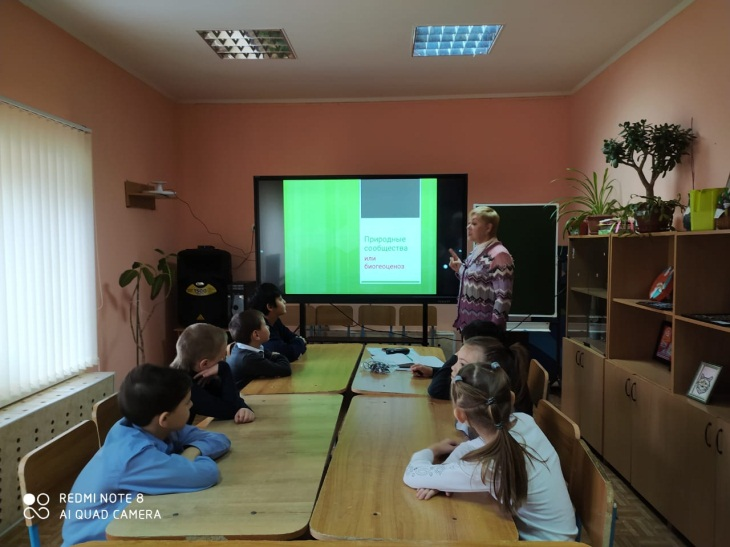 Природные
сообщества
или
биогеоценоз
REDMI NOTE 8
AI QUAD CAMERA